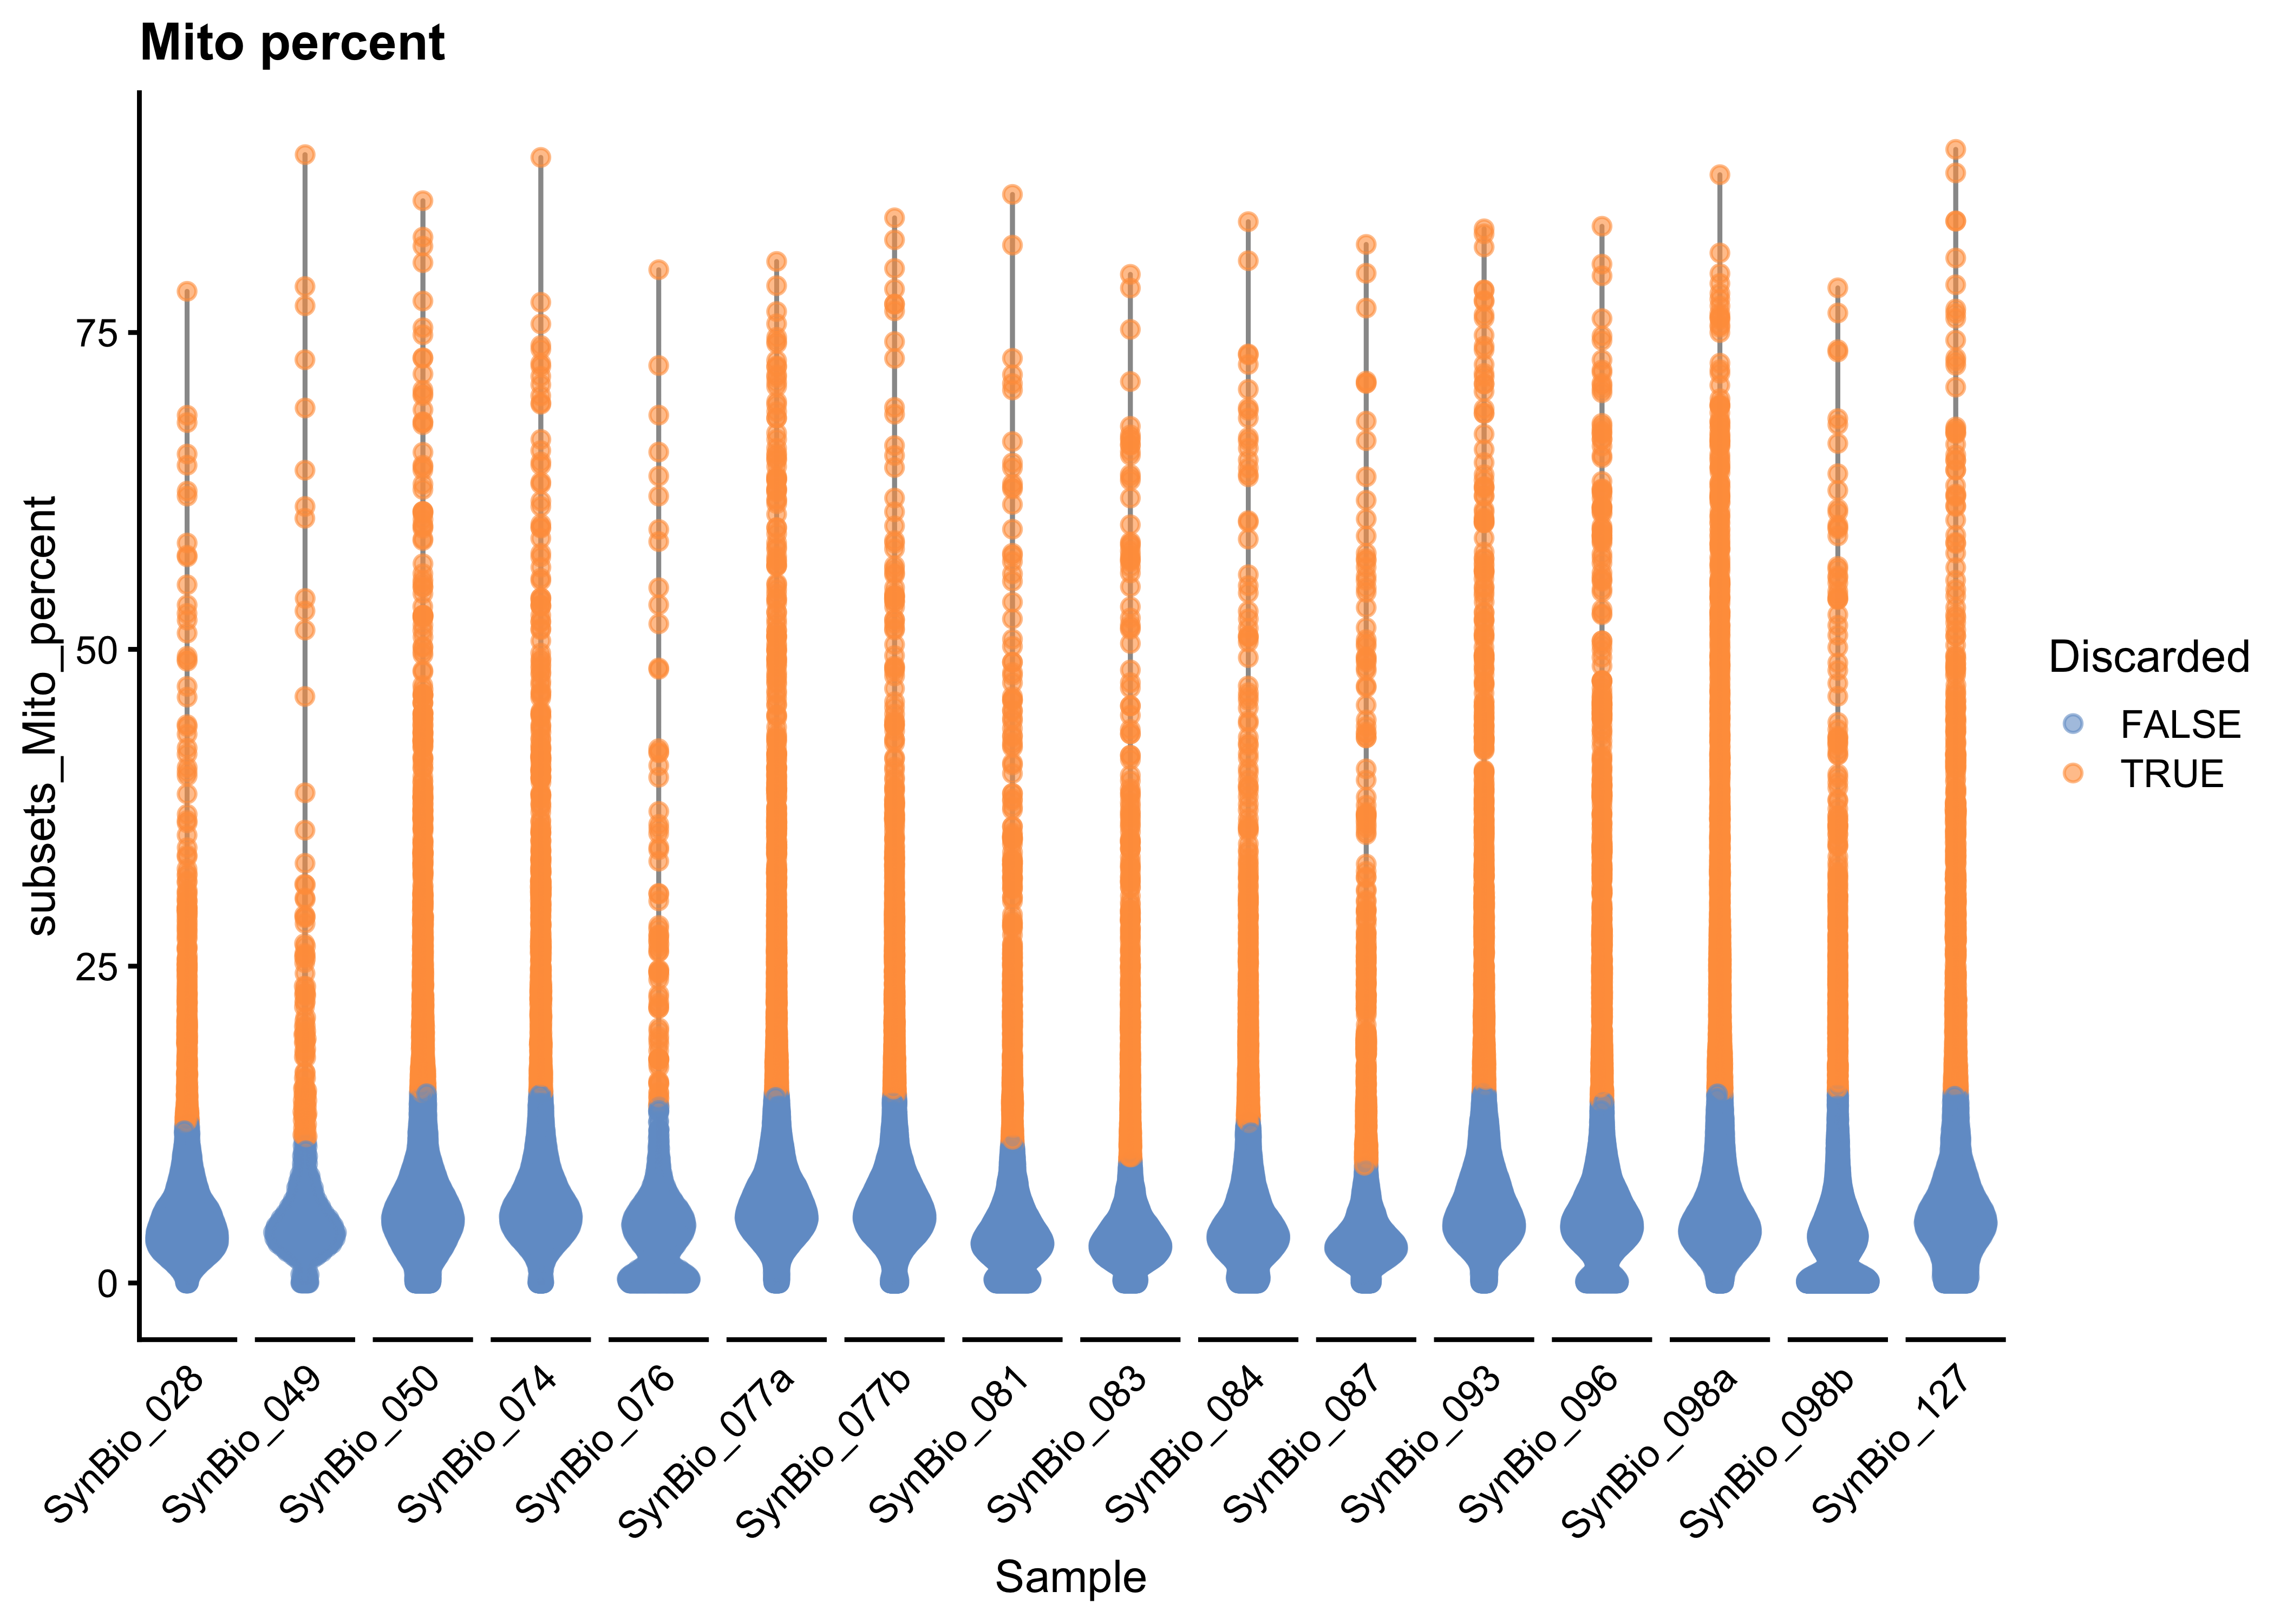 Mito percent
subsets_Mito_percent
75
50
25
0
Discarded
FALSE
TRUE
SynBio_028
SynBio_049
SynBio_050
SynBio_074
SynBio_076
SynBio_077a
SynBio_077b
SynBio_081
SynBio_083
SynBio_084
SynBio_087
SynBio_093
SynBio_096
SynBio_098a
SynBio_098b
SynBio_127
Sample